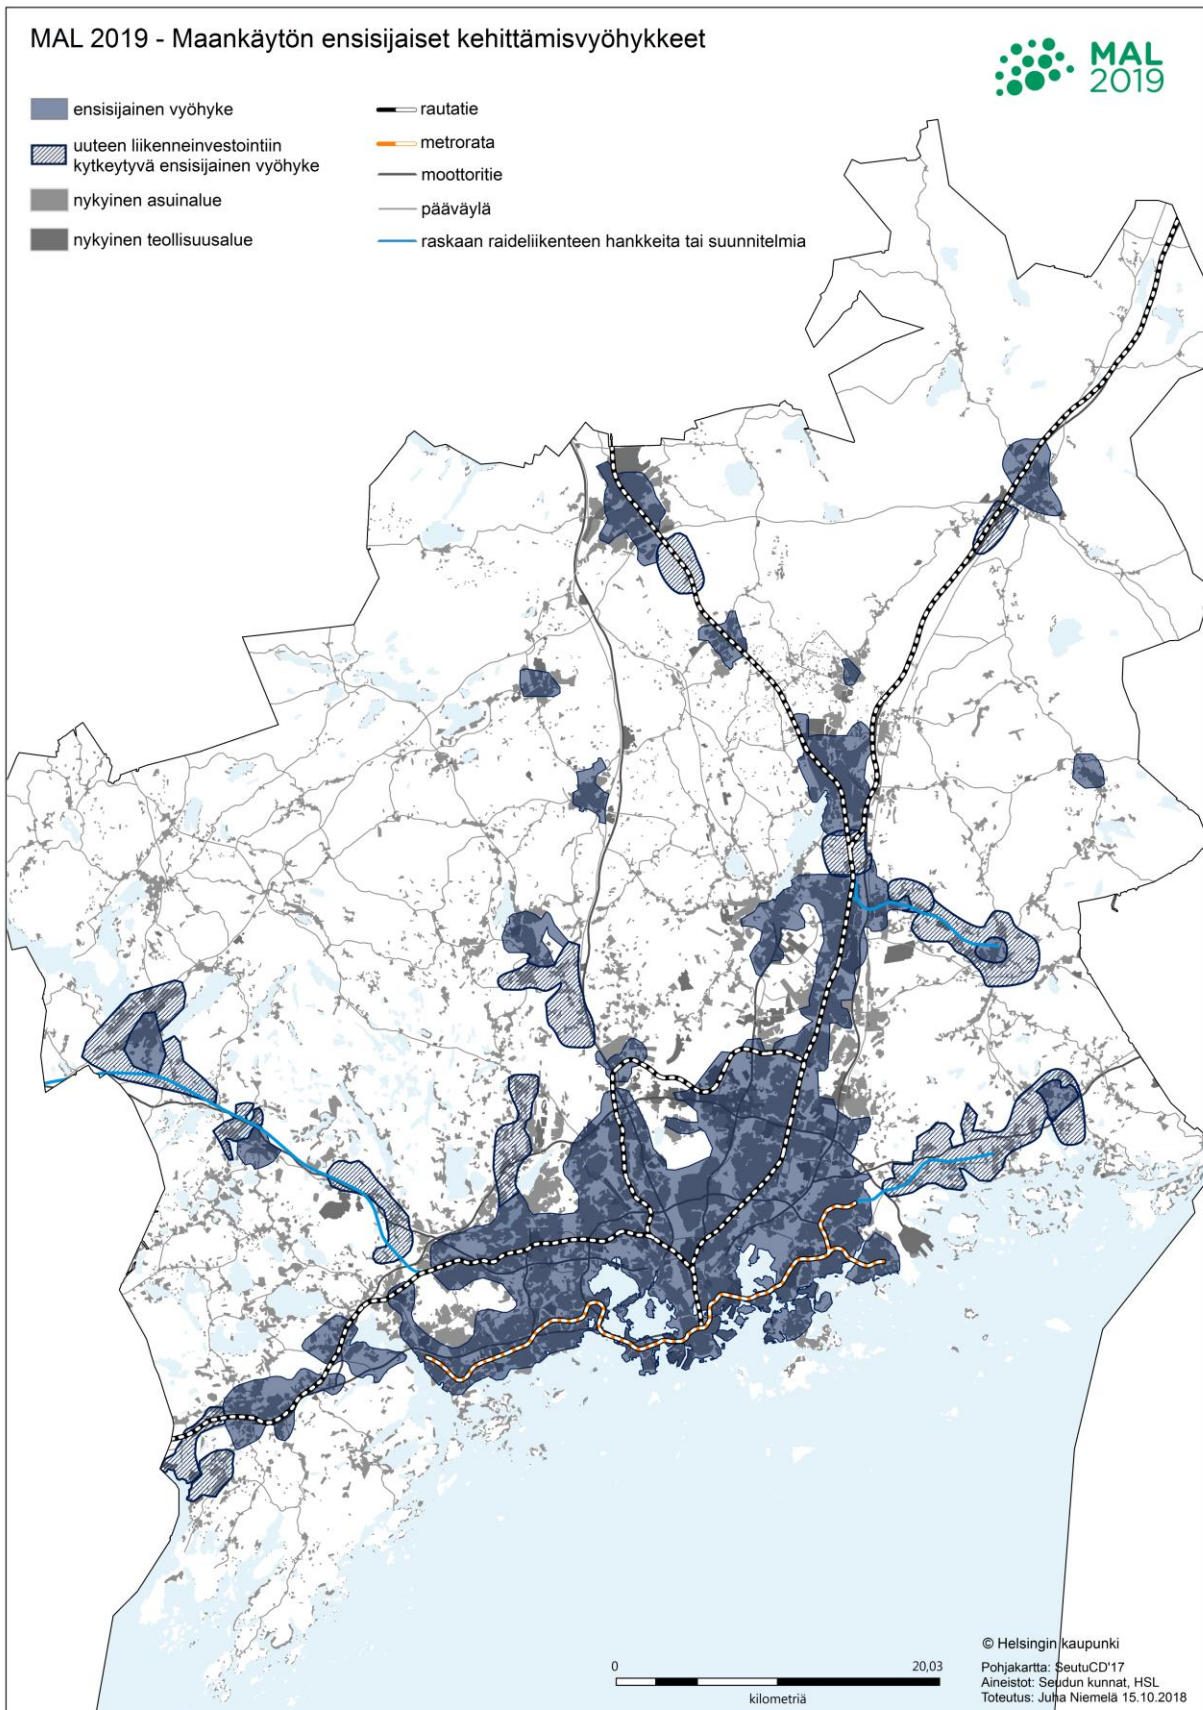 MAL 2019 - Maankäytön ensisijaiset kehittämisvyöhykkeet
MAL
2019
ensisijainen vyöhyke
uuteen liikenneinvestointiin
kytkeytyvä ensisijainen vyöhyke
nykyinen asuinalue
nykyinen teollisuusalue
rautatie
metrorata
moottoritie
pääväylä
raskaan raideliikenteen hankkeita tai suunnitelmia
0
20,03
kilometriä
© Helsingin kaupunki
Pohjakartta: SeutuCD'17
Aineistot: Seudun kunnat, HSL
Toteutus: Juha Niemelä 15.10.2018